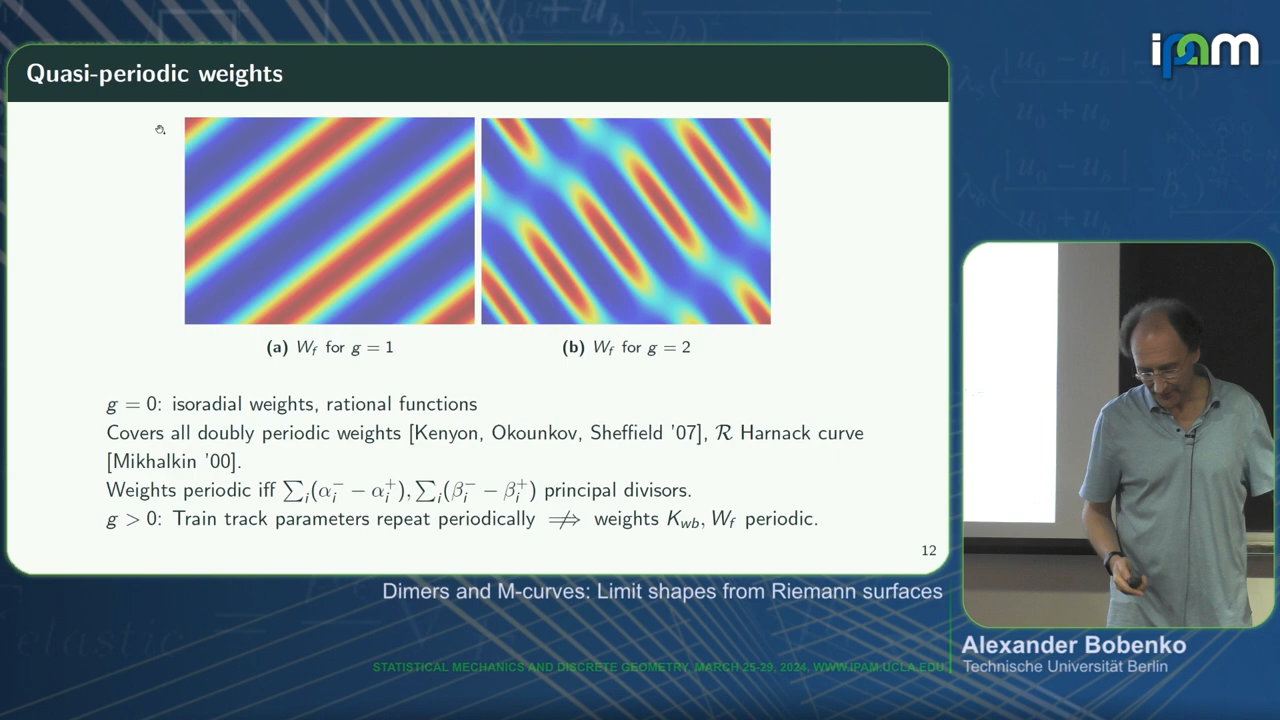 ipam
Quasi-periodic weights
(a) W_f for g = 1
(b) W_f for g = 2
g = 0: isoradial weights, rational functions
Covers all doubly periodic weights [Kenyon, Okounkov, Sheffield '07], ℛ Harnack curve
[Mikhalkin '00].
Weights periodic iff ∑_i(α_i^- − α_i^+), ∑_i(β_i^- − β_i^+) principal divisors.
g > 0: Train track parameters repeat periodically ⇏ weights K_{wb}, W_f periodic.
12
Dimers and M-curves: Limit shapes from Riemann surfaces
Alexander Bobenko
Technische Universität Berlin
STATISTICAL MECHANICS AND DISCRETE GEOMETRY, MARCH 25-29, 2024, WWW.IPAM.UCLA.EDU
elastic